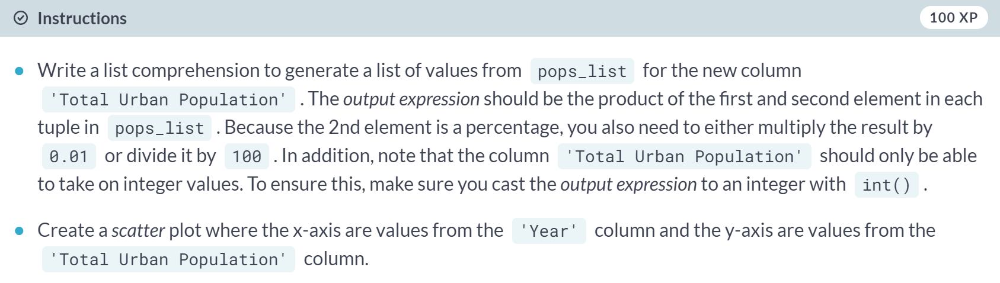 Instructions 100 XP
Write a list comprehension to generate a list of values from pops_list for the new column
'Total Urban Population' . The output expression should be the product of the first and second element in each
tuple in pops_list . Because the 2nd element is a percentage, you also need to either multiply the result by
0.01 or divide it by 100 . In addition, note that the column 'Total Urban Population' should only be able
to take on integer values. To ensure this, make sure you cast the output expression to an integer with int() .
Create a scatter plot where the x-axis are values from the 'Year' column and the y-axis are values from the
'Total Urban Population' column.